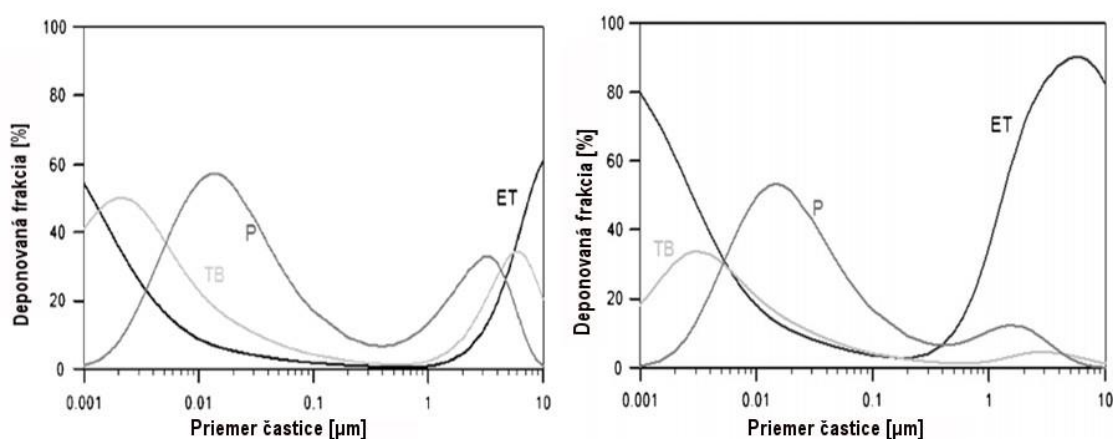 100
80
60
40
20
0
Deponovaná frakcia [%]
P
TB
ET
0.001 0.01 0.1 1 10
Priemer častice [µm]
100
80
60
40
20
0
Deponovaná frakcia [%]
ET
P
TB
0.001 0.01 0.1 1 10
Priemer častice [µm]